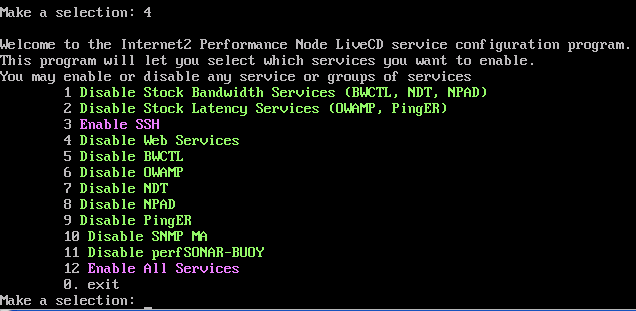 Make a selection: 4
Welcome to the Internet2 Performance Node LiveCD service configuration program.
This program will let you select which services you want to enable.
You may enable or disable any service or groups of services
1 Disable Stock Bandwidth Services (BWCTL, NDT, NPAD)
2 Disable Stock Latency Services (OWAMP, PingER)
3 Enable SSH
4 Disable Web Services
5 Disable BWCTL
6 Disable OWAMP
7 Disable NDT
8 Disable NPAD
9 Disable PingER
10 Disable SNMP MA
11 Disable perfSONAR-BUOY
12 Enable All Services
0. exit
Make a selection: _